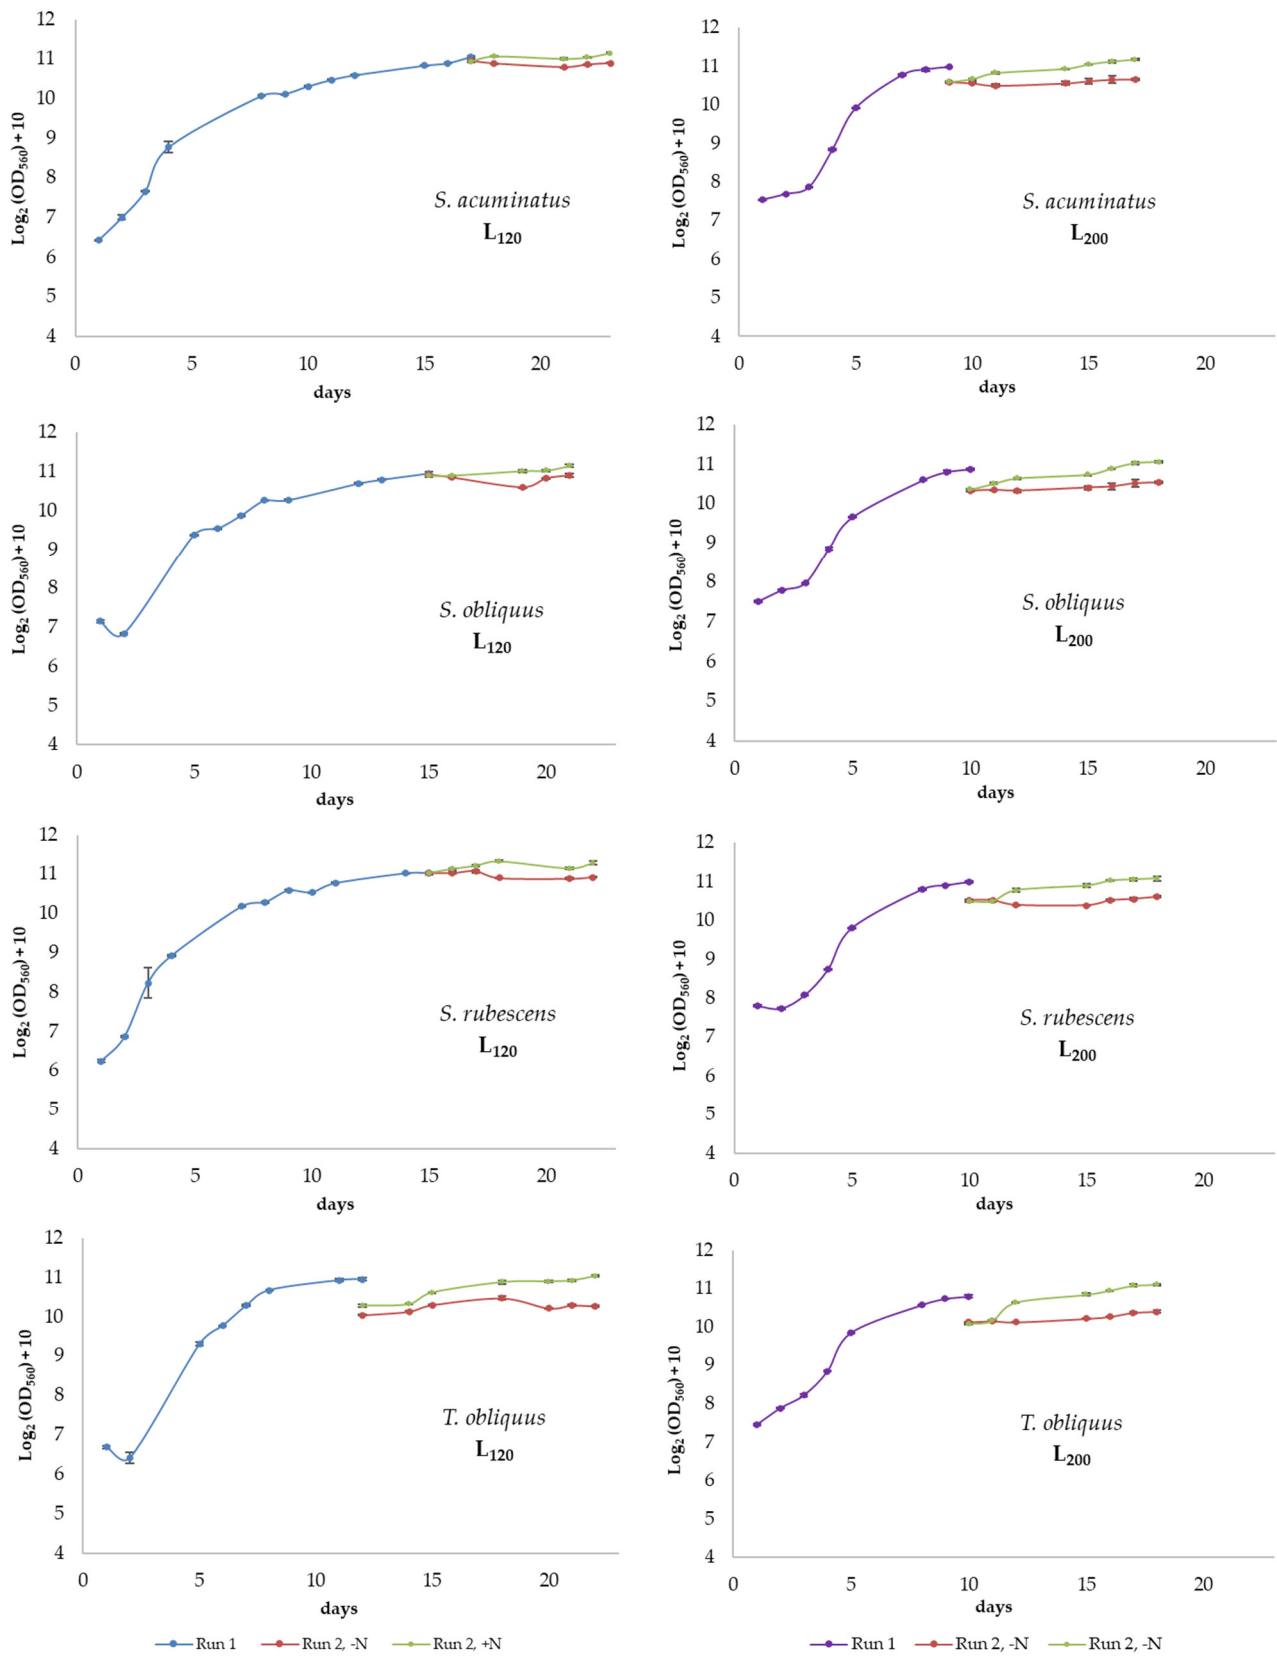 12
11
10
9
8
7
6
5
4
Log2 (OD560) + 10
S. acuminatus
L120
0 5 10 15 20
days
12
11
10
9
8
7
6
5
4
Log2 (OD560) + 10
S. acuminatus
L200
0 5 10 15 20
days
12
11
10
9
8
7
6
5
4
Log2 (OD560) + 10
S. obliquus
L120
0 5 10 15 20
days
12
11
10
9
8
7
6
5
4
Log2 (OD560) + 10
S. obliquus
L200
0 5 10 15 20
days
12
11
10
9
8
7
6
5
4
Log2 (OD560) + 10
S. rubescens
L120
0 5 10 15 20
days
12
11
10
9
8
7
6
5
4
Log2 (OD560) + 10
S. rubescens
L200
0 5 10 15 20
days
12
11
10
9
8
7
6
5
4
Log2 (OD560) + 10
T. obliquus
L120
0 5 10 15 20
days
12
11
10
9
8
7
6
5
4
Log2 (OD560) + 10
T. obliquus
L200
0 5 10 15 20
days
Run 1 Run 2, -N Run 2, +N
Run 1 Run 2, -N Run 2, -N